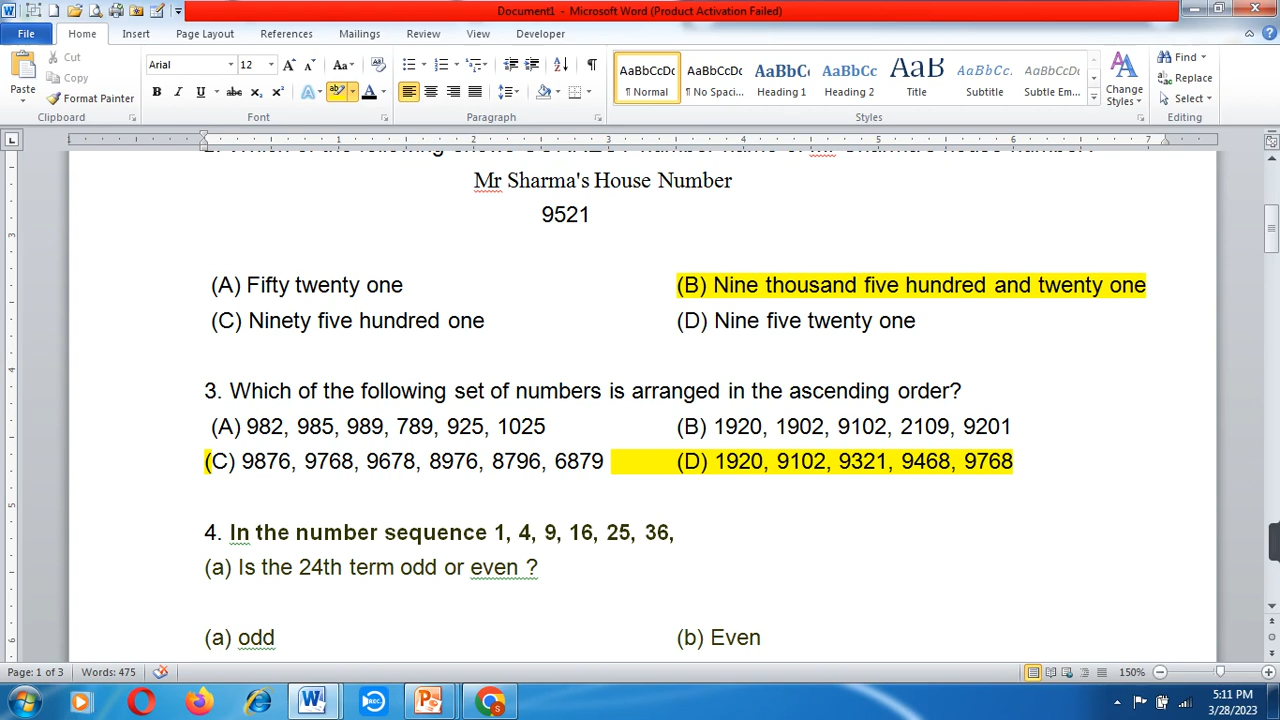 Document1 - Microsoft Word (Product Activation Failed)
File Home Insert Page Layout References Mailings Review View Developer
Paste
Cut
Copy
Format Painter
Clipboard
Arial 12
Font
Paragraph
AaBbCcDc AaBbCcDc AaBbC AaBbCc AaB AaBbCc. AaBbCcDc
¶ Normal ¶ No Spaci... Heading 1 Heading 2 Title Subtitle Subtle Em...
Change Styles
Styles
Find
Replace
Select
Editing
Mr Sharma's House Number
9521
(A) Fifty twenty one (B) Nine thousand five hundred and twenty one
(C) Ninety five hundred one (D) Nine five twenty one
3. Which of the following set of numbers is arranged in the ascending order?
(A) 982, 985, 989, 789, 925, 1025 (B) 1920, 1902, 9102, 2109, 9201
(C) 9876, 9768, 9678, 8976, 8796, 6879 (D) 1920, 9102, 9321, 9468, 9768
4. In the number sequence 1, 4, 9, 16, 25, 36,
(a) Is the 24th term odd or even ?
(a) odd (b) Even
Page: 1 of 3 Words: 475 150%
5:11 PM
3/28/2023